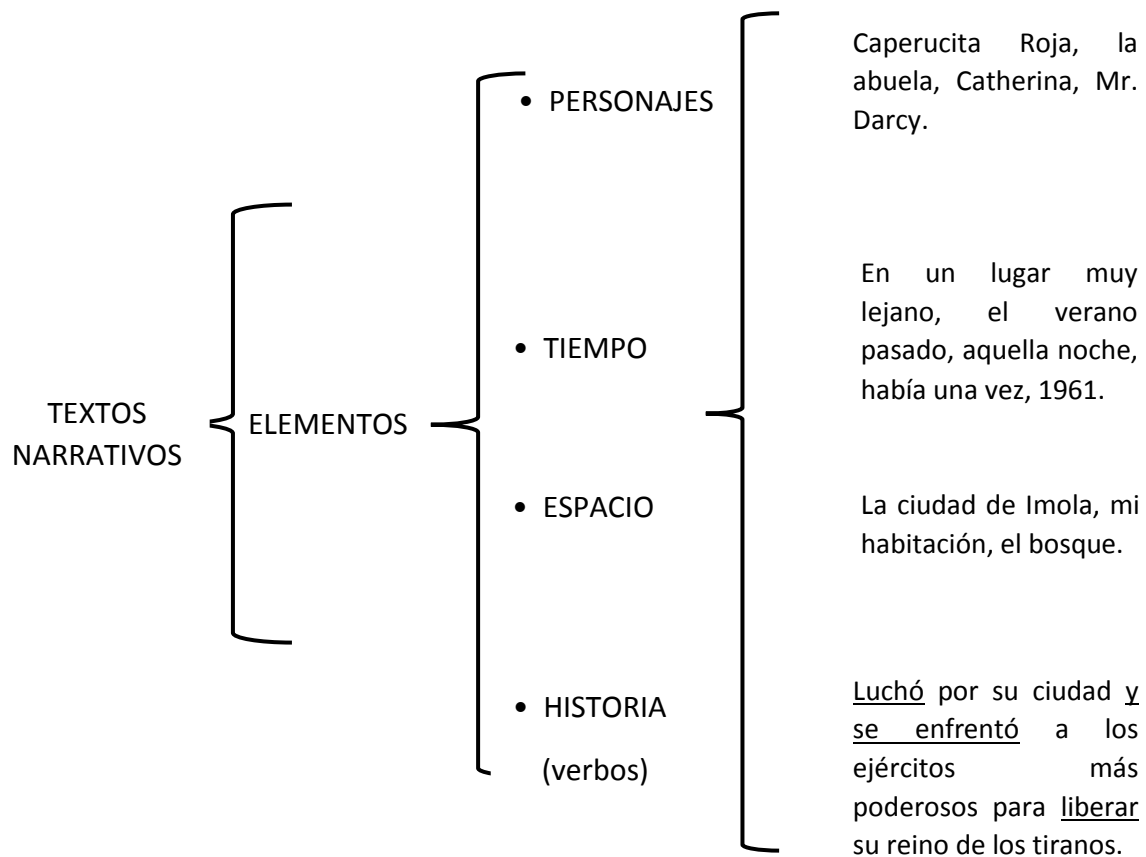 TEXTOS
NARRATIVOS
ELEMENTOS
• PERSONAJES
Caperucita Roja, la
abuela, Catherina, Mr.
Darcy.
• TIEMPO
En un lugar muy
lejano, el verano
pasado, aquella noche,
había una vez, 1961.
• ESPACIO
La ciudad de Imola, mi
habitación, el bosque.
• HISTORIA
(verbos)
Luchó por su ciudad y
se enfrentó a los
ejércitos más
poderosos para liberar
su reino de los tiranos.